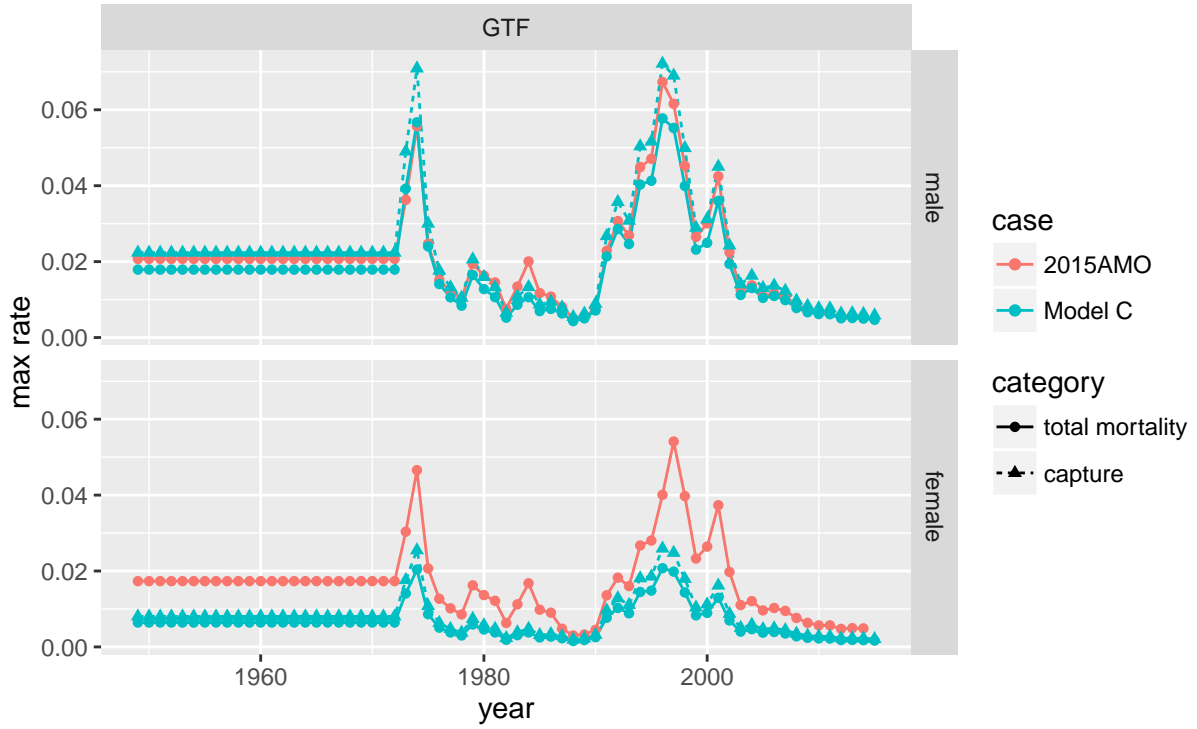 GTF
max rate
0.06
0.04
0.02
0.00
male
0.06
0.04
0.02
0.00
female
1960
1980
2000
year
case
2015AMO
Model C
category
total mortality
capture